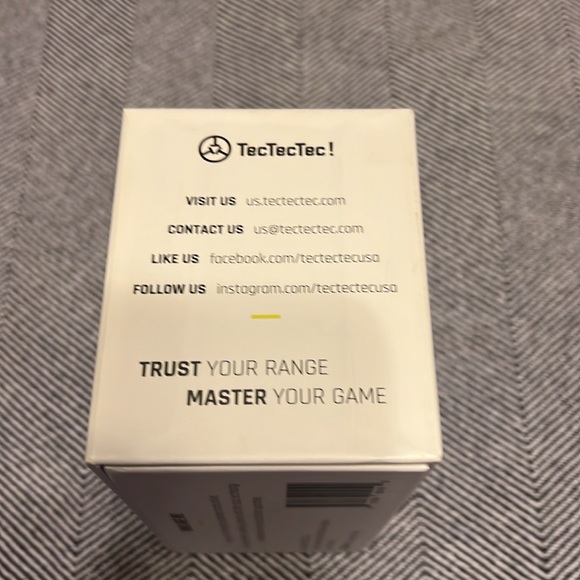 TecTecTec!
VISIT US us.tectectec.com
CONTACT US us@tectectec.com
LIKE US facebook.com/tectectecusa
FOLLOW US instagram.com/tectectecusa
TRUST YOUR RANGE
MASTER YOUR GAME